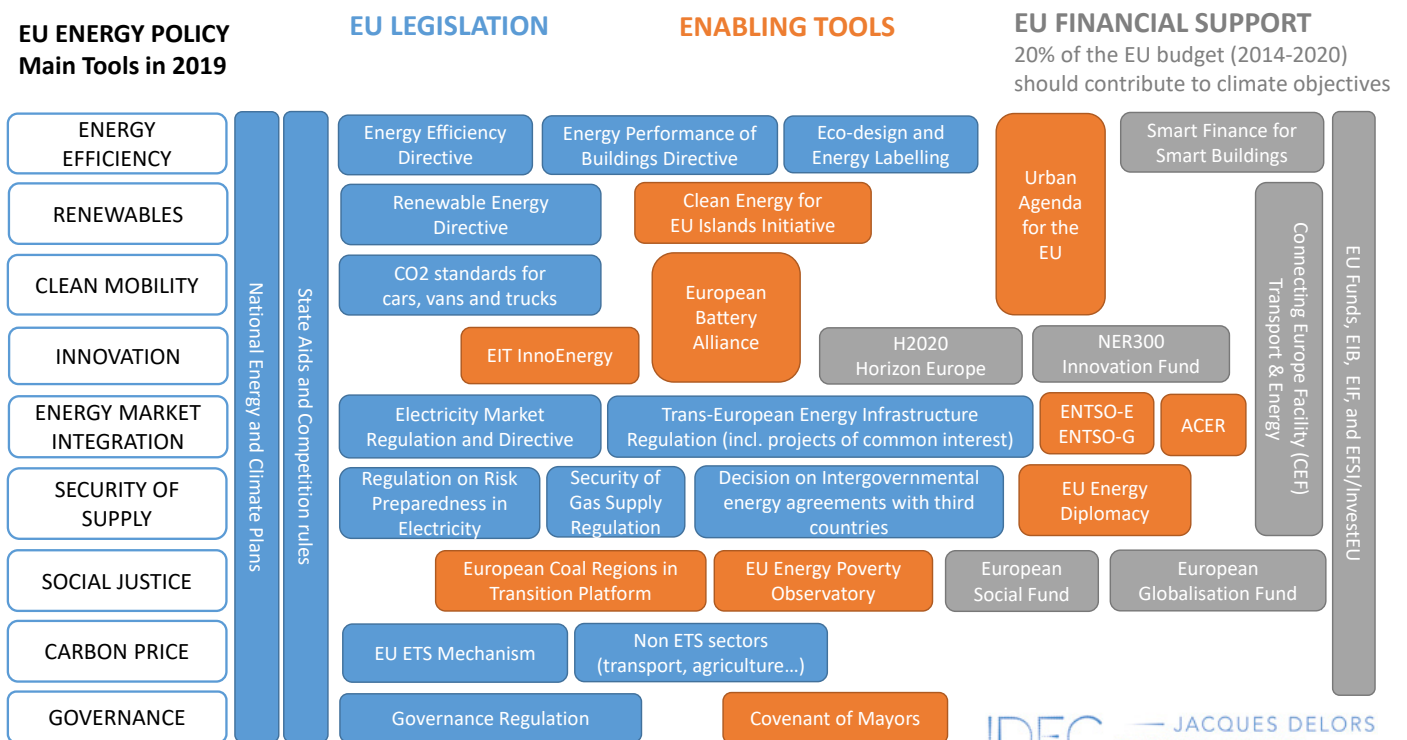 EU ENERGY POLICY
Main Tools in 2019
EU LEGISLATION
ENABLING TOOLS
EU FINANCIAL SUPPORT
20% of the EU budget (2014-2020)
should contribute to climate objectives
ENERGY
EFFICIENCY
RENEWABLES
CLEAN MOBILITY
INNOVATION
ENERGY MARKET
INTEGRATION
SECURITY OF
SUPPLY
SOCIAL JUSTICE
CARBON PRICE
GOVERNANCE
National Energy and Climate Plans
State Aids and Competition rules
Energy Efficiency
Directive
Energy Performance of
Buildings Directive
Eco-design and
Energy Labelling
Urban
Agenda
for the
EU
Smart Finance for
Smart Buildings
Renewable Energy
Directive
Clean Energy for
EU Islands Initiative
CO2 standards for
cars, vans and trucks
European
Battery
Alliance
EIT InnoEnergy
H2020
Horizon Europe
NER300
Innovation Fund
Electricity Market
Regulation and Directive
Trans-European Energy Infrastructure
Regulation (incl. projects of common interest)
ENTSO-E
ENTSO-G
ACER
Regulation on Risk
Preparedness in
Electricity
Security of
Gas Supply
Regulation
Decision on Intergovernmental
energy agreements with third
countries
EU Energy
Diplomacy
European Coal Regions in
Transition Platform
EU Energy Poverty
Observatory
European
Social Fund
European
Globalisation Fund
EU ETS Mechanism
Non ETS sectors
(transport, agriculture…)
Governance Regulation
Covenant of Mayors
Connecting Europe Facility (CEF)
Transport & Energy
EU Funds, EIB, EIF, and EFSI/InvestEU
JACQUES DELORS